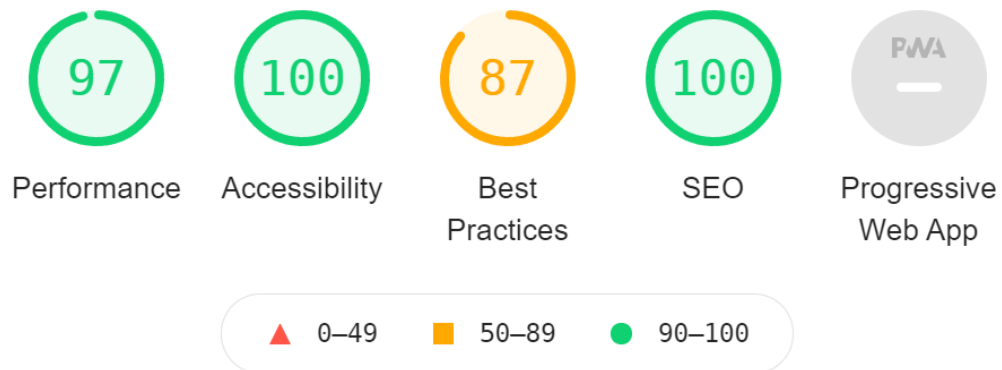 97
100
87
100
PWA
Performance
Accessibility
Best
Practices
SEO
Progressive
Web App
0–49
50–89
90–100